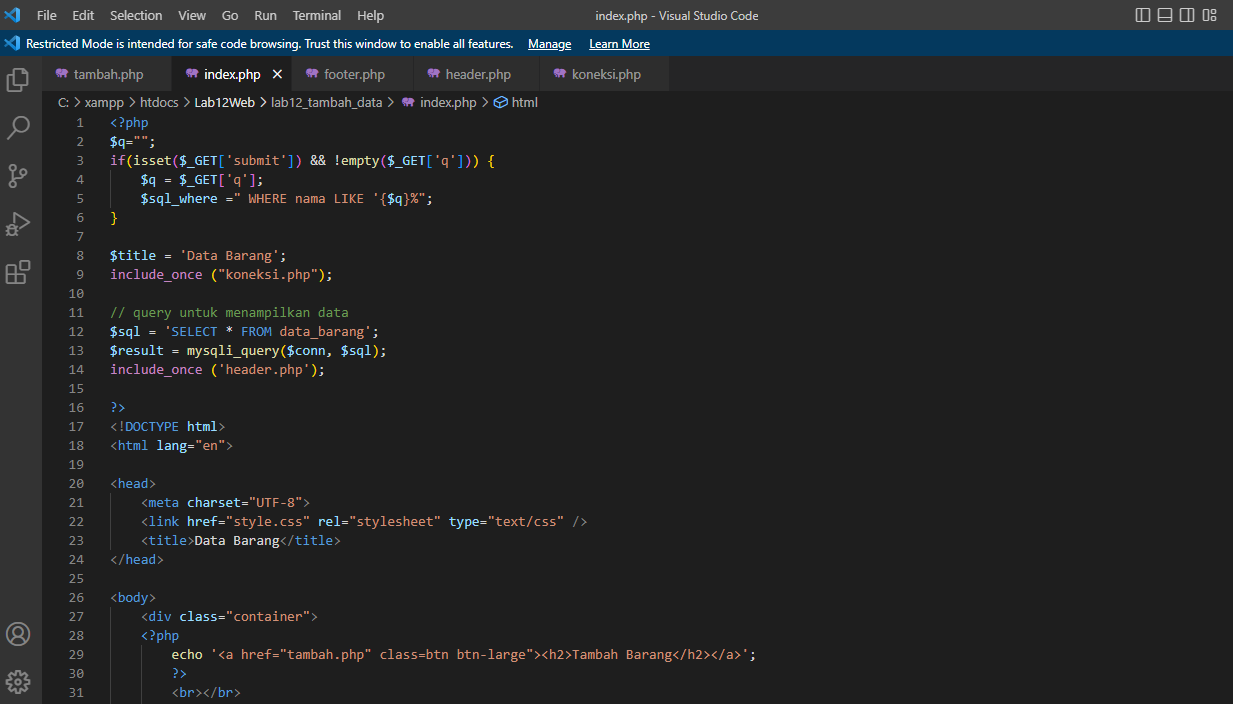 File Edit Selection View Go Run Terminal Help index.php - Visual Studio Code
Restricted Mode is intended for safe code browsing. Trust this window to enable all features. Manage Learn More
tambah.php index.php footer.php header.php koneksi.php
C: > xampp > htdocs > Lab12Web > lab12_tambah_data > index.php > html
1 <?php
2 $q="";
3 if(isset($_GET['submit']) && !empty($_GET['q'])) {
4 $q = $_GET['q'];
5 $sql_where =" WHERE nama LIKE '{$q}%";
6 }
7
8 $title = 'Data Barang';
9 include_once ("koneksi.php");
10
11 // query untuk menampilkan data
12 $sql = 'SELECT * FROM data_barang';
13 $result = mysqli_query($conn, $sql);
14 include_once ('header.php');
15
16 ?>
17 <!DOCTYPE html>
18 <html lang="en">
19
20 <head>
21 <meta charset="UTF-8">
22 <link href="style.css" rel="stylesheet" type="text/css" />
23 <title>Data Barang</title>
24 </head>
25
26 <body>
27 <div class="container">
28 <?php
29 echo '<a href="tambah.php" class=btn btn-large"><h2>Tambah Barang</h2></a>';
30 ?>
31 <br></br>